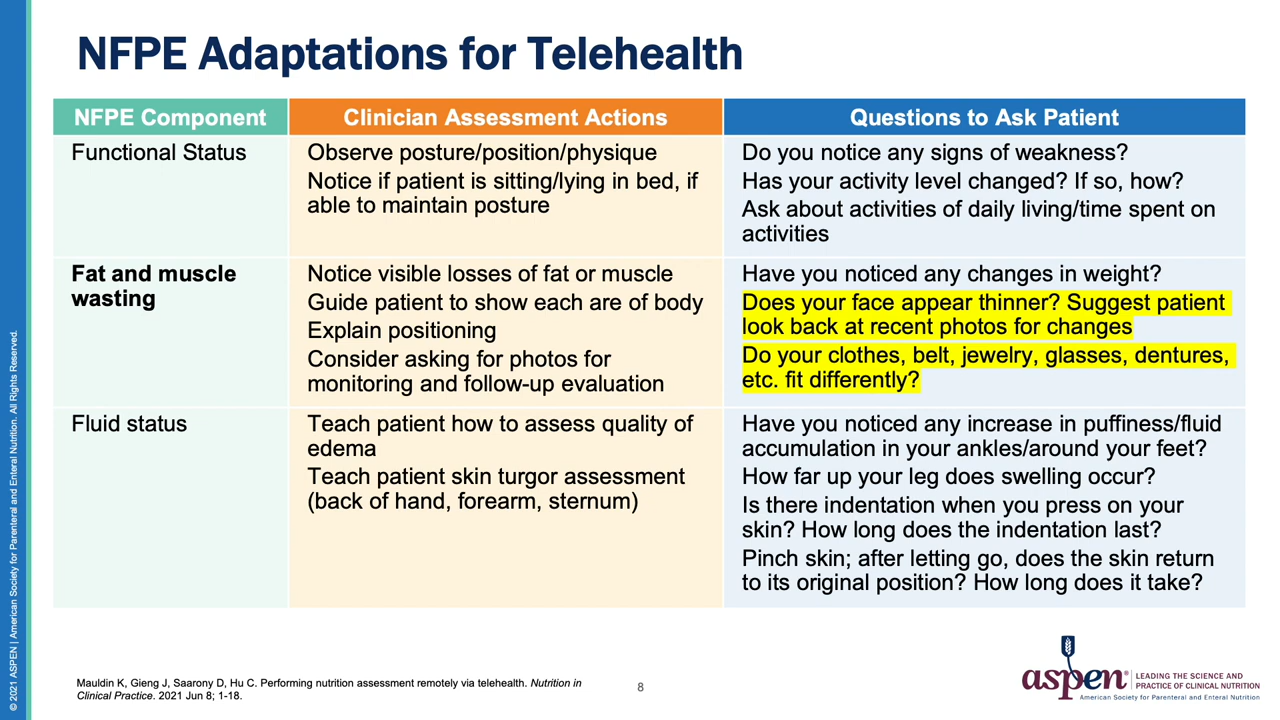 NFPE Adaptations for Telehealth
NFPE Component
Clinician Assessment Actions
Questions to Ask Patient
Functional Status
Observe posture/position/physique
Notice if patient is sitting/lying in bed, if
able to maintain posture
Do you notice any signs of weakness?
Has your activity level changed? If so, how?
Ask about activities of daily living/time spent on
activities
Fat and muscle
wasting
Notice visible losses of fat or muscle
Guide patient to show each are of body
Explain positioning
Consider asking for photos for
monitoring and follow-up evaluation
Have you noticed any changes in weight?
Does your face appear thinner? Suggest patient
look back at recent photos for changes
Do your clothes, belt, jewelry, glasses, dentures,
etc. fit differently?
Fluid status
Teach patient how to assess quality of
edema
Teach patient skin turgor assessment
(back of hand, forearm, sternum)
Have you noticed any increase in puffiness/fluid
accumulation in your ankles/around your feet?
How far up your leg does swelling occur?
Is there indentation when you press on your
skin? How long does the indentation last?
Pinch skin; after letting go, does the skin return
to its original position? How long does it take?
Mauldin K, Gieng J, Saarony D, Hu C. Performing nutrition assessment remotely via telehealth. Nutrition in
Clinical Practice. 2021 Jun 8; 1-18.
8
aspen®
LEADING THE SCIENCE AND
PRACTICE OF CLINICAL NUTRITION
American Society for Parenteral and Enteral Nutrition
© 2021 ASPEN | American Society for Parenteral and Enteral Nutrition. All Rights Reserved.